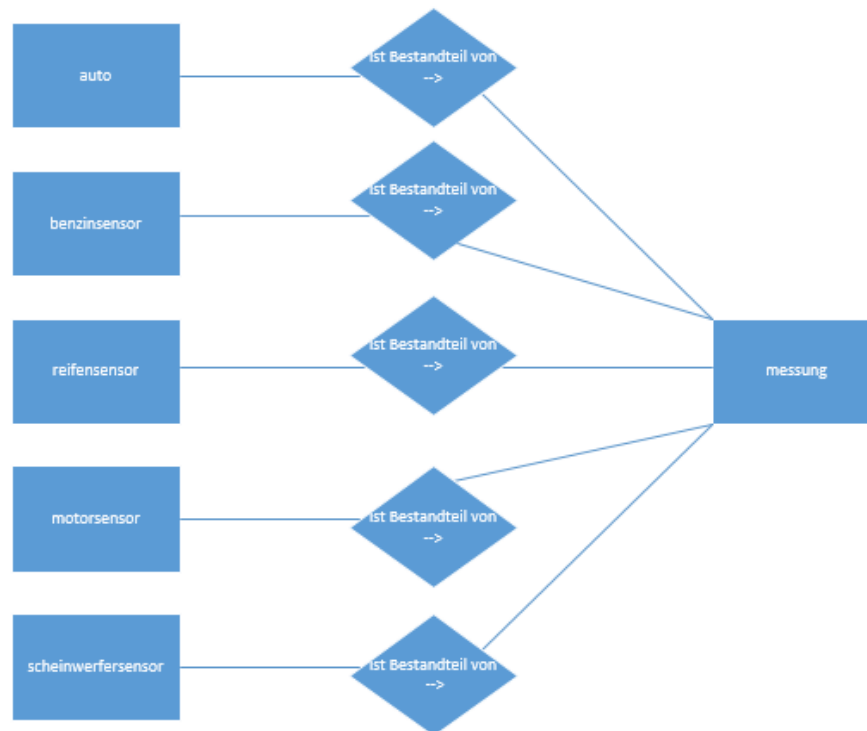 auto
ist Bestandteil von
-->
benzinsensor
ist Bestandteil von
-->
reifensensor
ist Bestandteil von
-->
messung
motorsensor
ist Bestandteil von
-->
scheinwerfersensor
ist Bestandteil von
-->